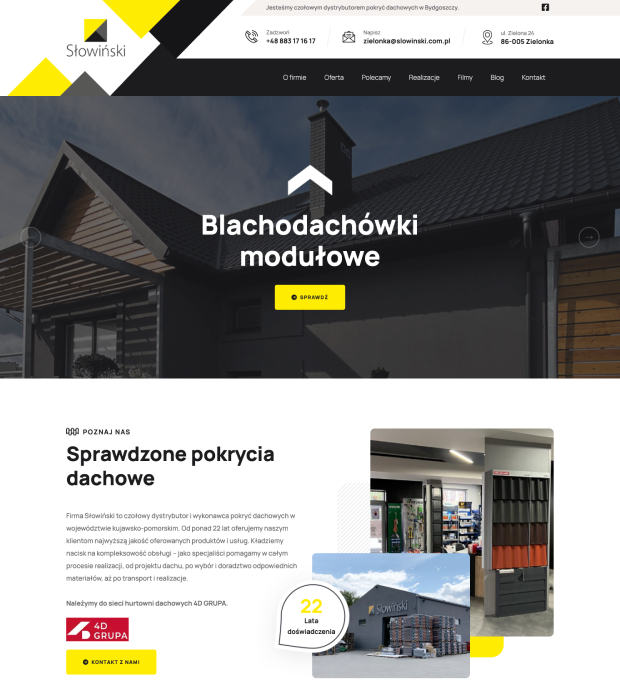 Jesteśmy czołowym dystrybutorem pokryć dachowych w Bydgoszczy.
Słowiński
Zadzwoń
+48 883 17 16 17
Napisz
zielonka@slowinski.com.pl
ul. Zielona 24
86-005 Zielonka
O firmie
Oferta
Polecamy
Realizacje
Filmy
Blog
Kontakt
Blachodachówki
modułowe
SPRAWDŹ
POZNAJ NAS
Sprawdzone pokrycia
dachowe
Firma Słowiński to czołowy dystrybutor i wykonawca pokryć dachowych w
województwie kujawsko-pomorskim. Od ponad 22 lat oferujemy naszym
klientom najwyższą jakość oferowanych produktów i usług. Kładziemy
nacisk na kompleksowość obsługi – jako specjaliści pomagamy w całym
procesie realizacji, od projektu dachu, po wybór i doradztwo odpowiednich
materiałów, aż po transport i realizacje.
Należymy do sieci hurtowni dachowych 4D GRUPA.
4D
GRUPA
KONTAKT Z NAMI
22
Lata
doświadczenia
Słowiński